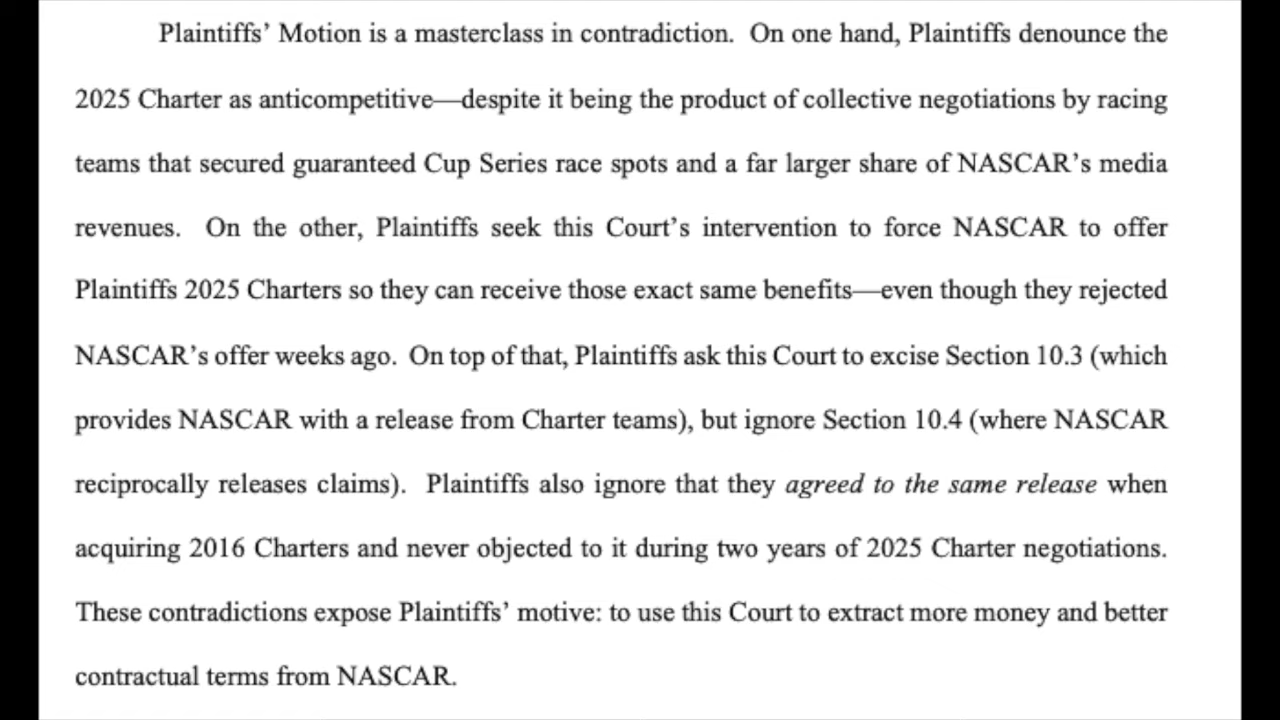 Plaintiffs’ Motion is a masterclass in contradiction. On one hand, Plaintiffs denounce the
2025 Charter as anticompetitive—despite it being the product of collective negotiations by racing
teams that secured guaranteed Cup Series race spots and a far larger share of NASCAR’s media
revenues. On the other, Plaintiffs seek this Court’s intervention to force NASCAR to offer
Plaintiffs 2025 Charters so they can receive those exact same benefits—even though they rejected
NASCAR’s offer weeks ago. On top of that, Plaintiffs ask this Court to excise Section 10.3 (which
provides NASCAR with a release from Charter teams), but ignore Section 10.4 (where NASCAR
reciprocally releases claims). Plaintiffs also ignore that they agreed to the same release when
acquiring 2016 Charters and never objected to it during two years of 2025 Charter negotiations.
These contradictions expose Plaintiffs’ motive: to use this Court to extract more money and better
contractual terms from NASCAR.